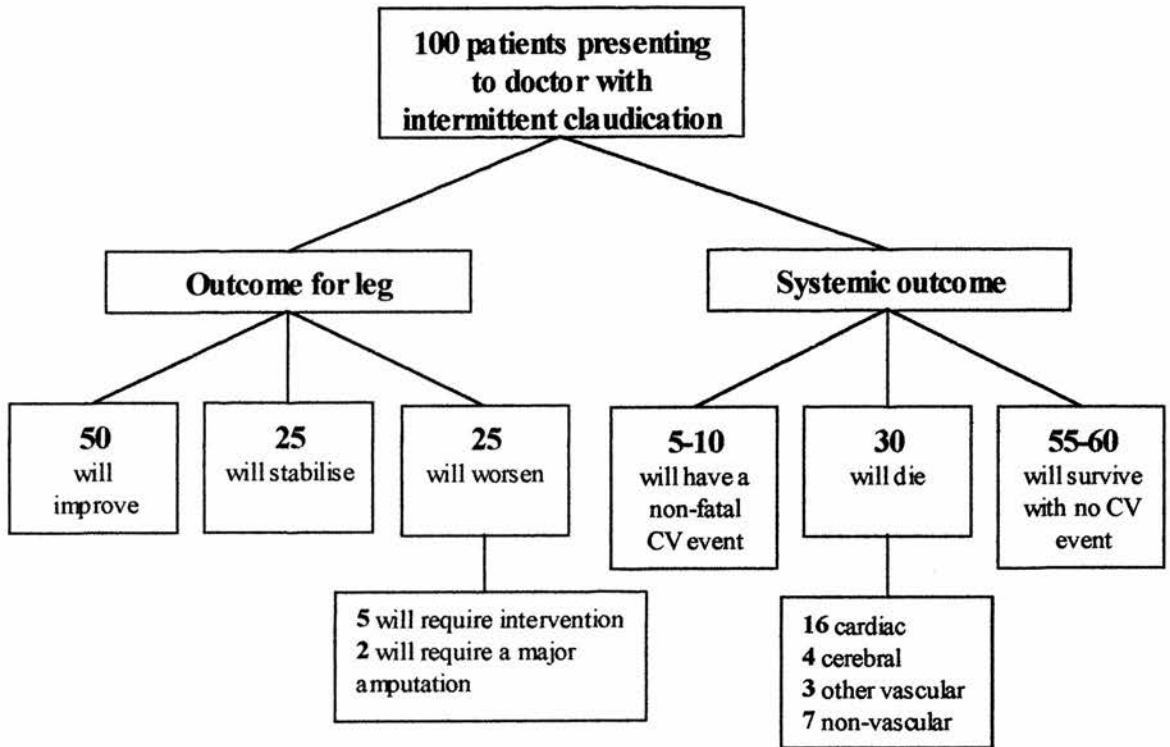 100 patients presenting
to doctor with
intermittent claudication
Outcome for leg
Systemic outcome
50
will
improve
25
will stabilise
25
will worsen
5-10
will have a
non-fatal
CV event
30
will die
55-60
will survive
with no CV
event
5 will require intervention
2 will require a major
amputation
16 cardiac
4 cerebral
3 other vascular
7 non-vascular